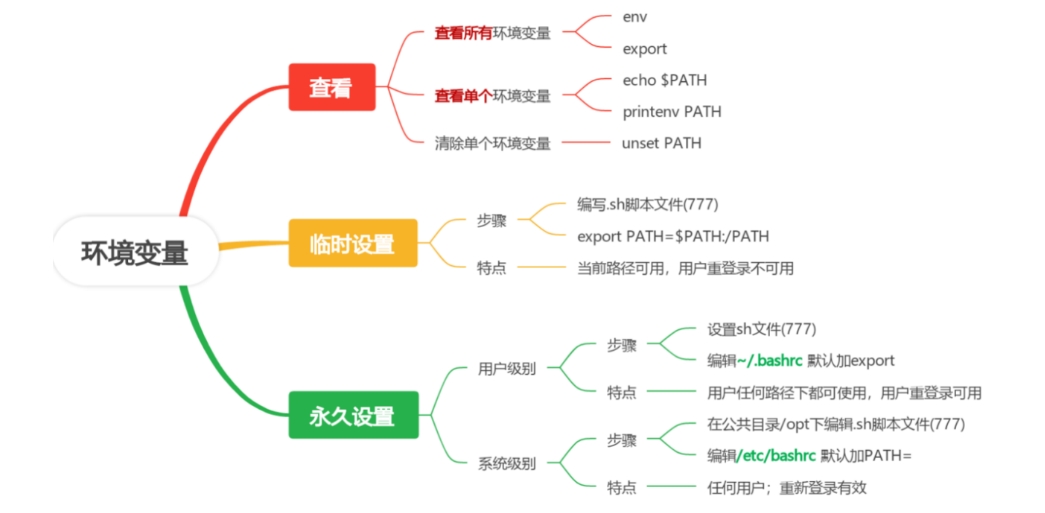 环境变量
查看
查看所有环境变量
env
export
查看单个环境变量
echo $PATH
printenv PATH
清除单个环境变量
unset PATH
临时设置
步骤
编写.sh脚本文件(777)
export PATH=$PATH:/PATH
特点
当前路径可用，用户重登录不可用
永久设置
用户级别
步骤
设置sh文件(777)
编辑~/.bashrc 默认加export
特点
用户任何路径下都可使用，用户重登录可用
系统级别
步骤
在公共目录/opt下编辑.sh脚本文件(777)
编辑/etc/bashrc 默认加PATH=
特点
任何用户；重新登录有效